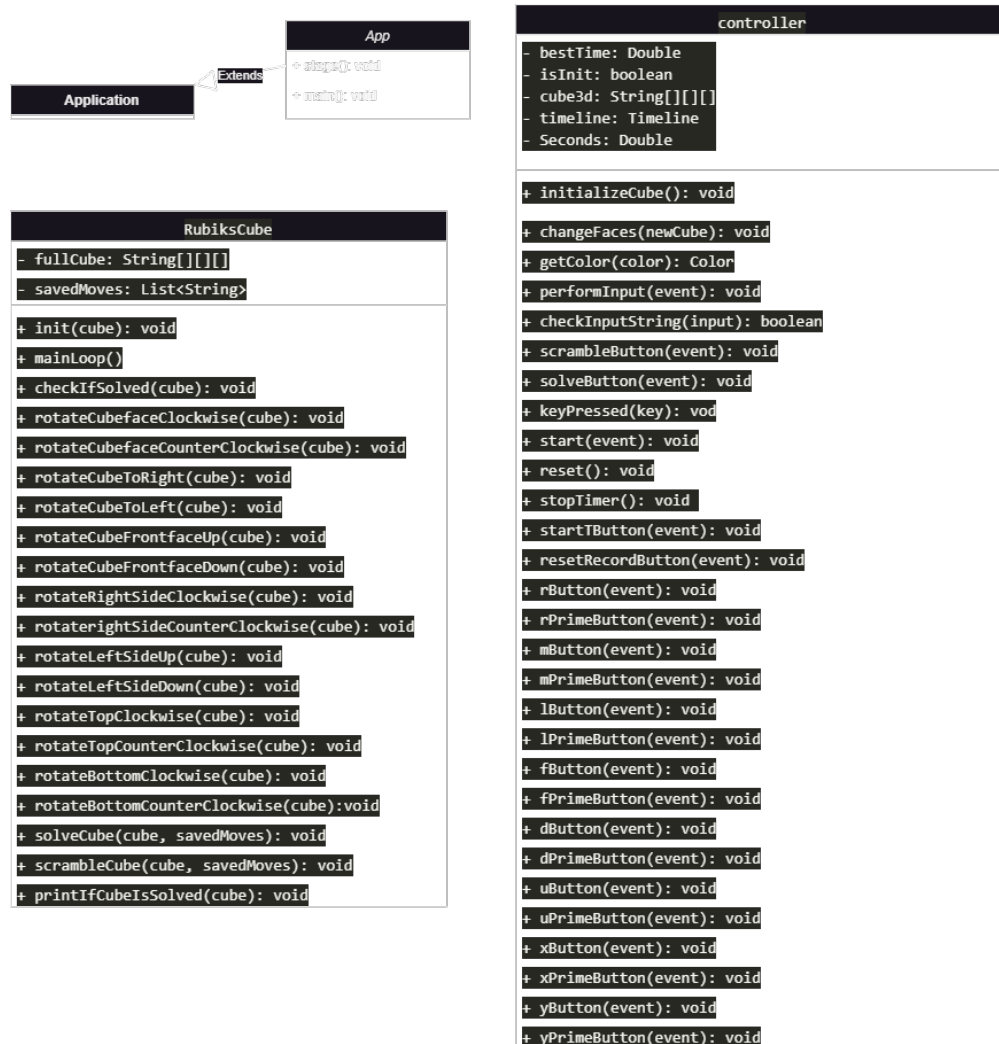 App
+ stage(): void
+ main(): void
Extends
Application
RubiksCube
- fullCube: String[][][]
- savedMoves: List<String>
+ init(cube): void
+ mainLoop()
+ checkIfSolved(cube): void
+ rotateCubefaceClockwise(cube): void
+ rotateCubefaceCounterClockwise(cube): void
+ rotateCubeToRight(cube): void
+ rotateCubeToLeft(cube): void
+ rotateCubeFrontfaceUp(cube): void
+ rotateCubeFrontfaceDown(cube): void
+ rotateRightSideClockwise(cube): void
+ rotaterightSideCounterClockwise(cube): void
+ rotateLeftSideUp(cube): void
+ rotateLeftSideDown(cube): void
+ rotateTopClockwise(cube): void
+ rotateTopCounterClockwise(cube): void
+ rotateBottomClockwise(cube): void
+ rotateBottomCounterClockwise(cube):void
+ solveCube(cube, savedMoves): void
+ scrambleCube(cube, savedMoves): void
+ printIfCubeIsSolved(cube): void
controller
- bestTime: Double
- isInit: boolean
- cube3d: String[][][]
- timeline: Timeline
- Seconds: Double
+ initializeCube(): void
+ changeFaces(newCube): void
+ getColor(color): Color
+ performInput(event): void
+ checkInputString(input): boolean
+ scrambleButton(event): void
+ solveButton(event): void
+ keyPressed(key): vod
+ start(event): void
+ reset(): void
+ stopTimer(): void
+ startTButton(event): void
+ resetRecordButton(event): void
+ rButton(event): void
+ rPrimeButton(event): void
+ mButton(event): void
+ mPrimeButton(event): void
+ lButton(event): void
+ lPrimeButton(event): void
+ fButton(event): void
+ fPrimeButton(event): void
+ dButton(event): void
+ dPrimeButton(event): void
+ uButton(event): void
+ uPrimeButton(event): void
+ xButton(event): void
+ xPrimeButton(event): void
+ yButton(event): void
+ yPrimeButton(event): void